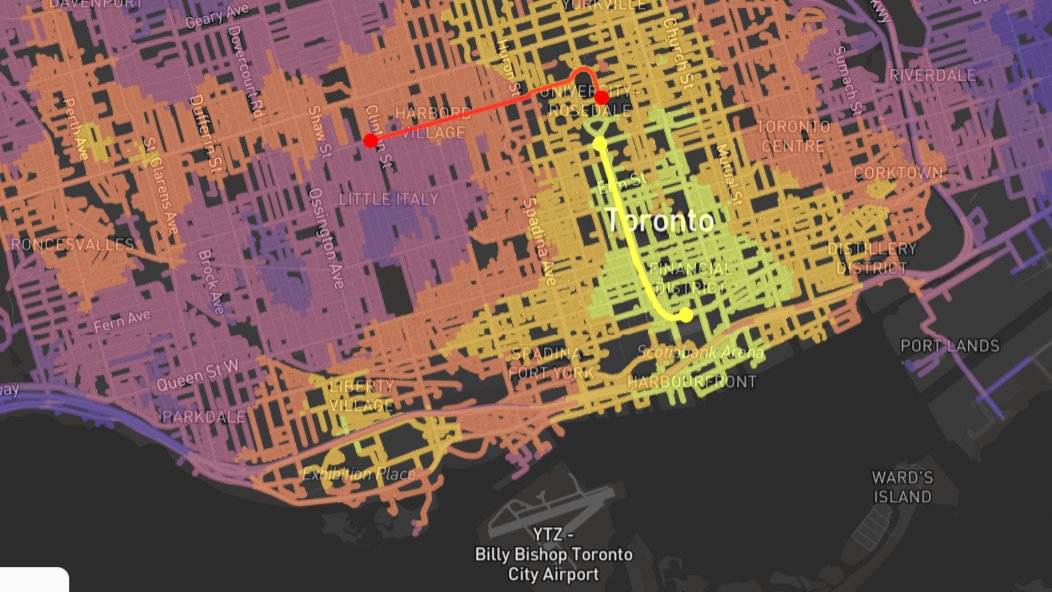 DAVENPORT
YORKVILLE
Geary Ave
Dovercourt Rd
Huron St
Church St
Sumach St
RIVERDALE
UNIVERSITY-
ROSEDALE
Perth Ave
Dufferin St
Shaw St
Clinton St
HARBORD
VILLAGE
TORONTO
CENTRE
St Clarens Ave
Mutual St
CORKTOWN
Elm St
LITTLE ITALY
Ossington Ave
Spadina Ave
Toronto
RONCESVALLES
Brock Ave
FINANCIAL
DISTRICT
DISTILLERY
DISTRICT
Fern Ave
SPADINA -
FORT YORK
Scotiabank Arena
PORT LANDS
Queen St W
LIBERTY
VILLAGE
HARBOURFRONT
PARKDALE
Exhibition Place
WARD'S
ISLAND
YTZ -
Billy Bishop Toronto
City Airport